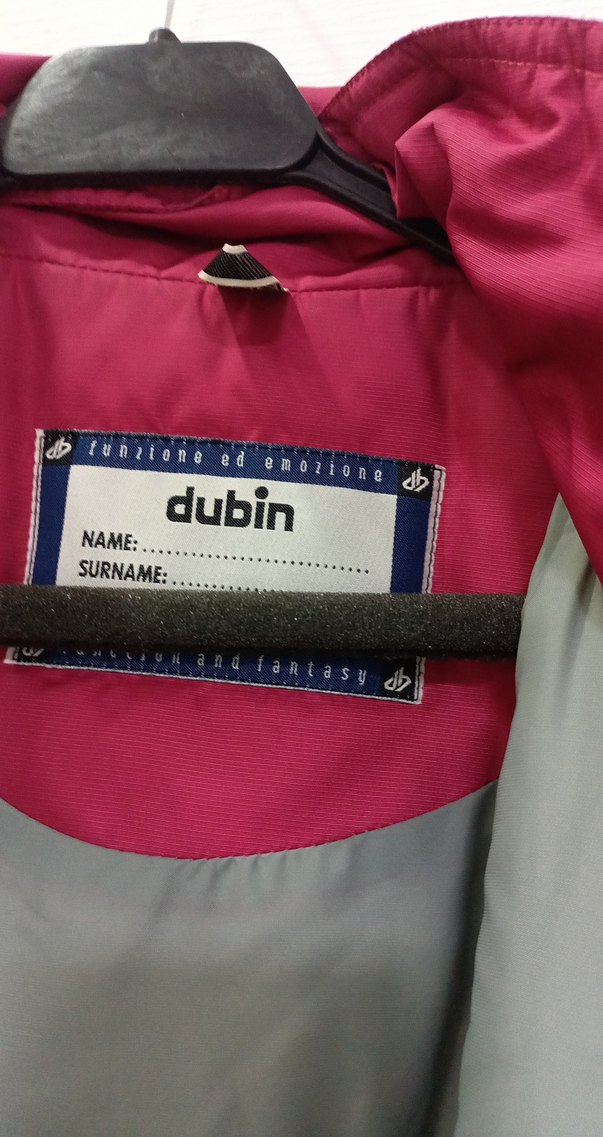 funzione ed emozione
dubin
NAME:..............................
SURNAME:..................
function and fantasy